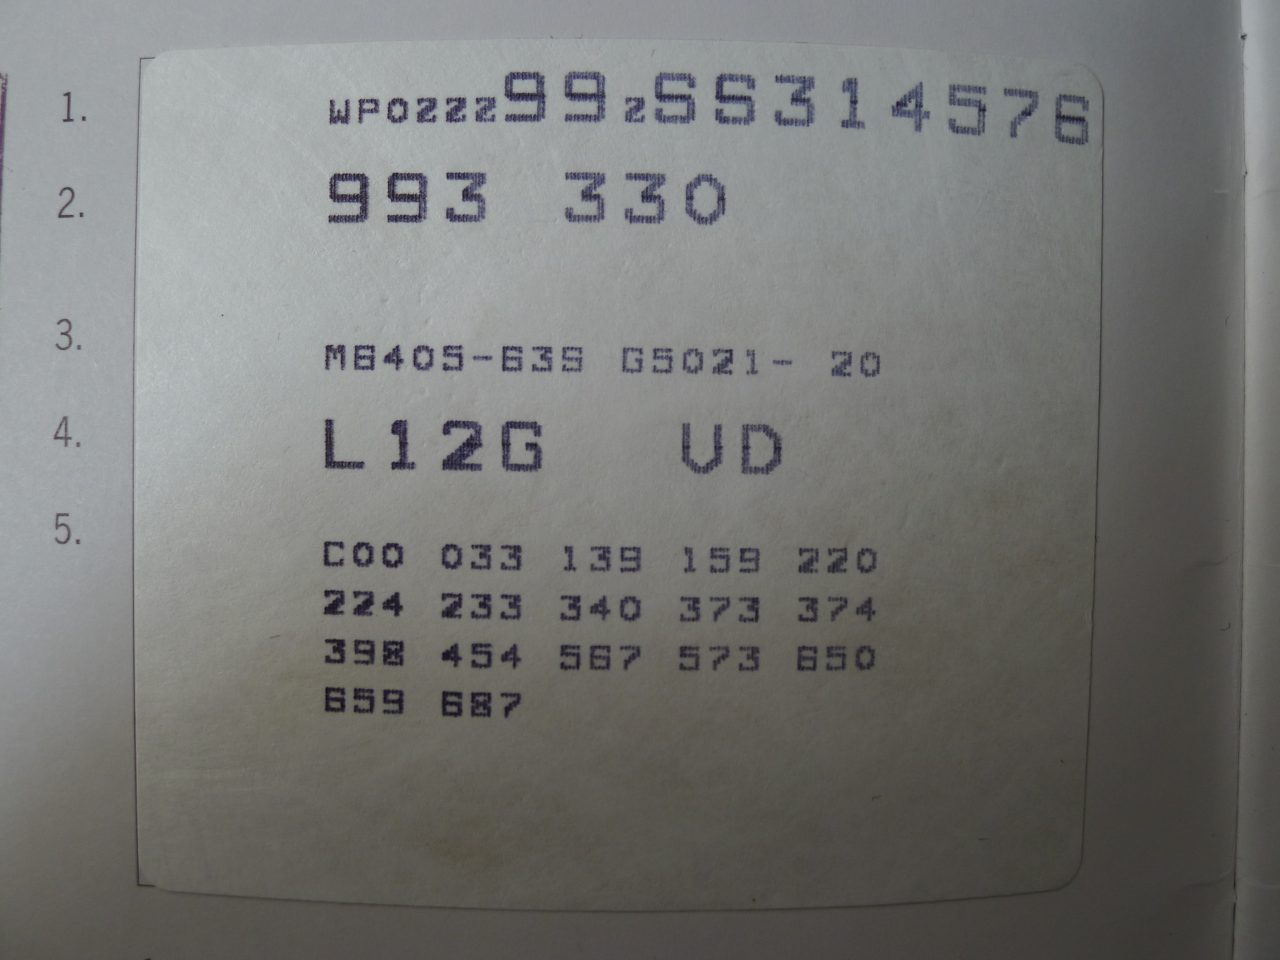 1. WP0ZZZ99ZSS314576
2. 993 330
3. M6405-63S G5021- 20
4. L12G UD
5. C00 033 139 159 220
224 233 340 373 374
398 454 567 573 650
659 687